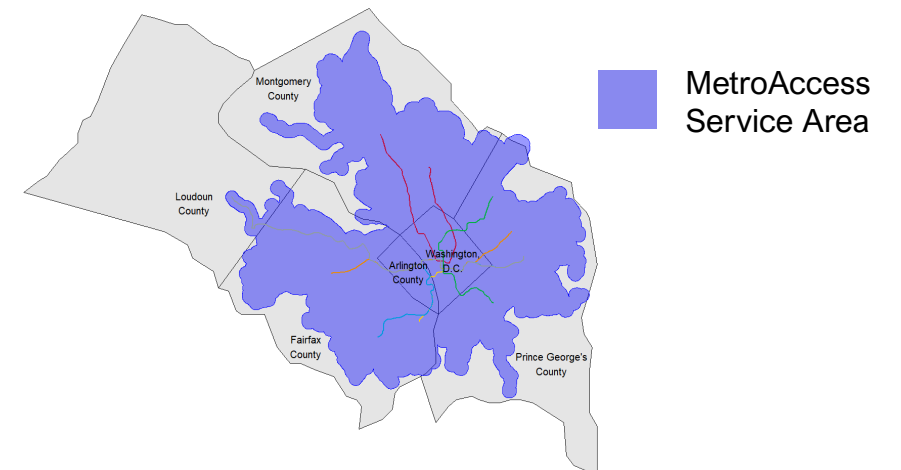 Montgomery
County
MetroAccess
Service Area
Loudoun
County
Washington,
D.C.
Arlington
County
Fairfax
County
Prince George's
County